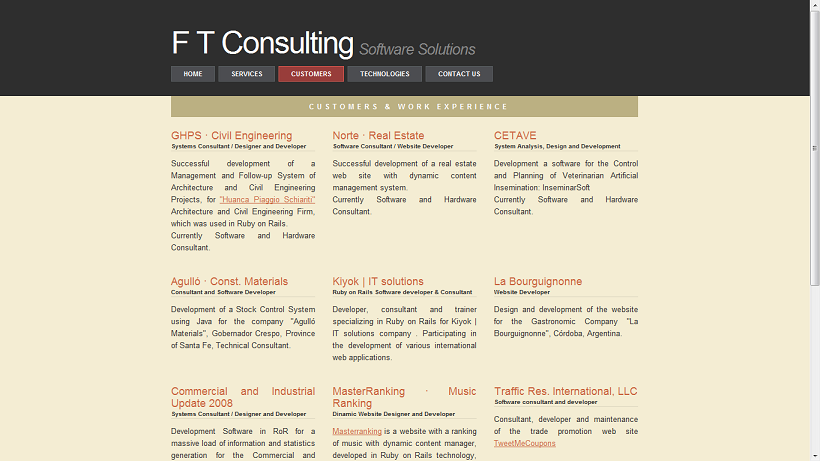 F T Consulting Software Solutions
HOME SERVICES CUSTOMERS TECHNOLOGIES CONTACT US
CUSTOMERS & WORK EXPERIENCE
GHPS · Civil Engineering
Systems Consultant / Designer and Developer
Successful development of a
Management and Follow-up System of
Architecture and Civil Engineering
Projects, for "Huanca Piaggio Schianti"
Architecture and Civil Engineering Firm,
which was used in Ruby on Rails.
Currently Software and Hardware
Consultant.
Norte · Real Estate
Software Consultant / Website Developer
Successful development of a real estate
web site with dynamic content
management system.
Currently Software and Hardware
Consultant.
CETAVE
System Analysis, Design and Development
Development a software for the Control
and Planning of Veterinarian Artificial
Insemination: InseminarSoft
Currently Software and Hardware
Consultant.
Agulló · Const. Materials
Consultant and Software Developer
Development of a Stock Control System
using Java for the company "Agulló
Materials", Gobernador Crespo, Province
of Santa Fe, Technical Consultant.
Kiyok | IT solutions
Ruby on Rails Software developer & Consultant
Developer, consultant and trainer
specializing in Ruby on Rails for Kiyok |
IT solutions company . Participating in
the development of various international
web applications.
La Bourguignonne
Website Developer
Design and development of the website
for the Gastronomic Company "La
Bourguignonne", Córdoba, Argentina.
Commercial and Industrial
Update 2008
Systems Consultant / Designer and Developer
Development Software in RoR for a
massive load of information and statistics
generation for the Commercial and
MasterRanking · Music
Ranking
Dinamic Website Designer and Developer
Masterranking is a website with a ranking
of music with dynamic content manager,
developed in Ruby on Rails technology,
Traffic Res. International, LLC
Software consultant and developer
Consultant, developer and maintenance
of the trade promotion web site
TweetMeCoupons